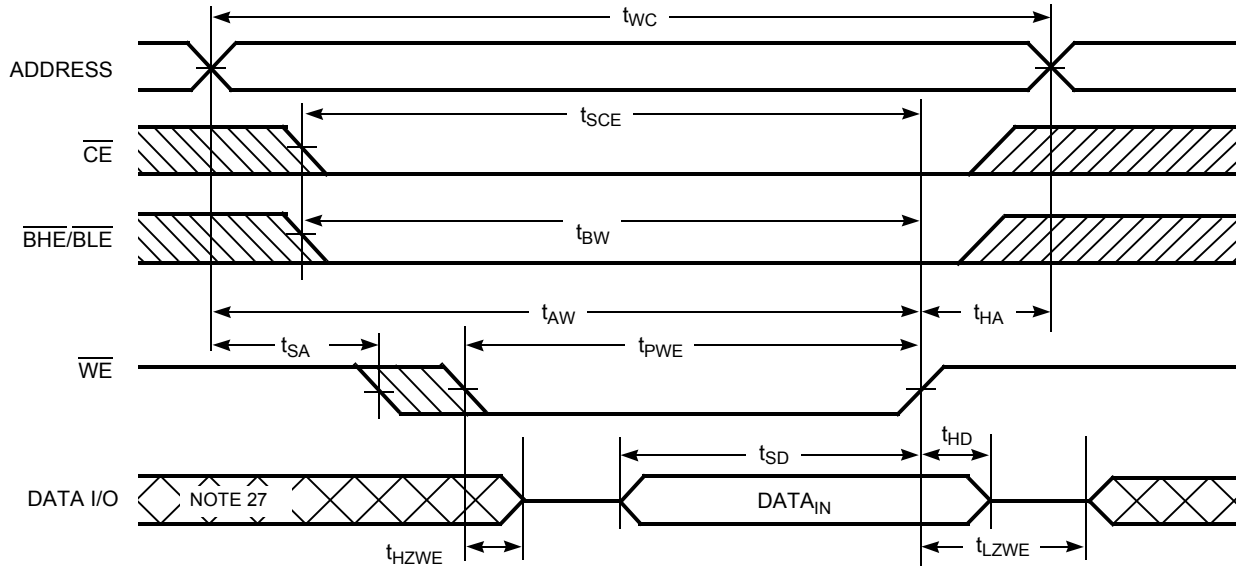 tWC
ADDRESS
tSCE
CE
BHE/BLE
tBW
tAW
tHA
tSA
tPWE
WE
tSD
tHD
DATA I/O
NOTE 27
DATAIN
tHZWE
tLZWE